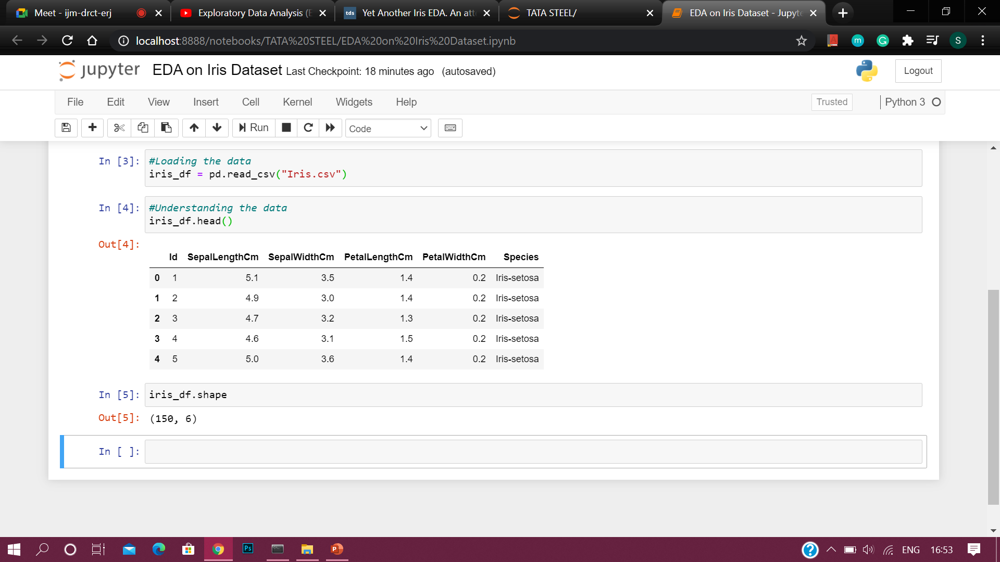 Meet - ijm-drct-erj
Exploratory Data Analysis (E
tds Yet Another Iris EDA. An att
TATA STEEL/
EDA on Iris Dataset - Jupyte
localhost:8888/notebooks/TATA%20STEEL/EDA%20on%20Iris%20Dataset.ipynb
m
S
jupyter EDA on Iris Dataset Last Checkpoint: 18 minutes ago (autosaved)
Logout
File Edit View Insert Cell Kernel Widgets Help
Trusted
Python 3
Run
Code
In [3]: #Loading the data
iris_df = pd.read_csv("Iris.csv")
In [4]: #Understanding the data
iris_df.head()
Out[4]:
Id SepalLengthCm SepalWidthCm PetalLengthCm PetalWidthCm Species
0 1 5.1 3.5 1.4 0.2 Iris-setosa
1 2 4.9 3.0 1.4 0.2 Iris-setosa
2 3 4.7 3.2 1.3 0.2 Iris-setosa
3 4 4.6 3.1 1.5 0.2 Iris-setosa
4 5 5.0 3.6 1.4 0.2 Iris-setosa
In [5]: iris_df.shape
Out[5]: (150, 6)
In [ ]:
Ps
ENG 16:53